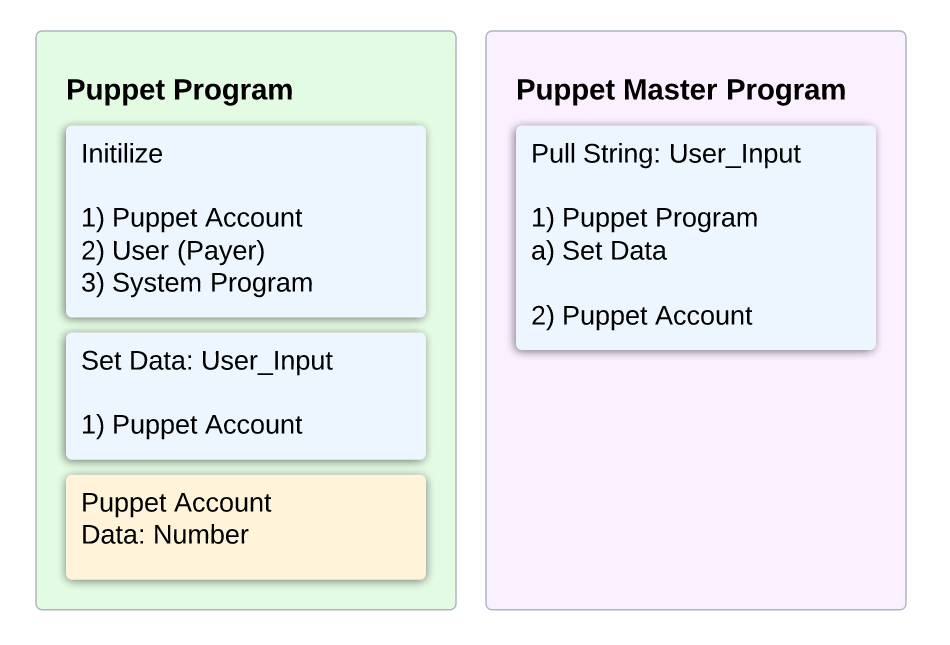 Puppet Program
Initilize
1) Puppet Account
2) User (Payer)
3) System Program
Set Data: User_Input
1) Puppet Account
Puppet Account
Data: Number
Puppet Master Program
Pull String: User_Input
1) Puppet Program
a) Set Data
2) Puppet Account